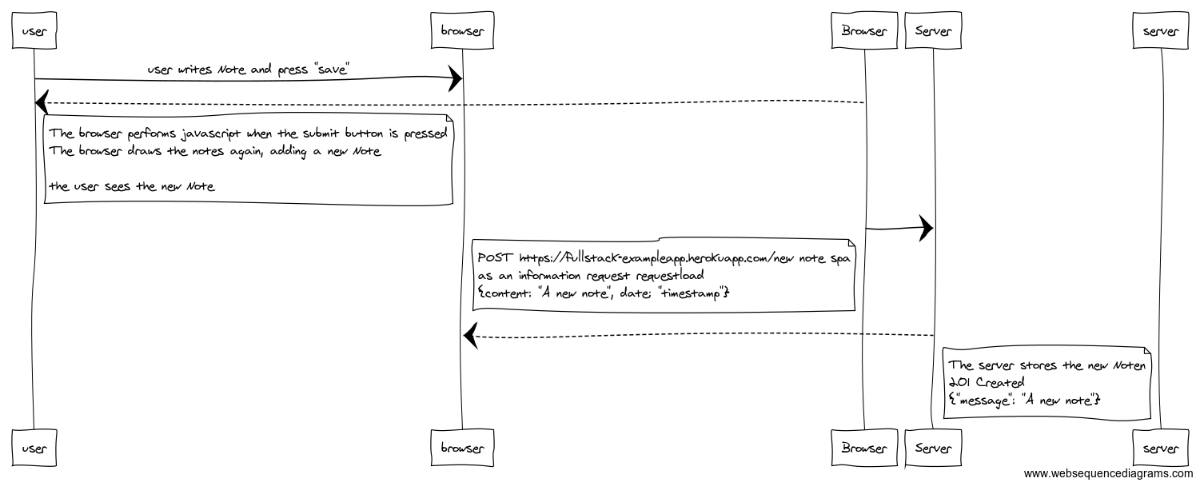 user
browser
Browser
Server
server
user writes Note and press "save"
The browser performs javascript when the submit button is pressed
The browser draws the notes again, adding a new Note
the user sees the new Note
POST https://fullstack-exampleapp.herokuapp.com/new note spa
as an information request requestload
{content: "A new note", date: "timestamp"}
The server stores the new Noten
201 Created
{"message": "A new note"}
user
browser
Browser
Server
server
www.websequencediagrams.com